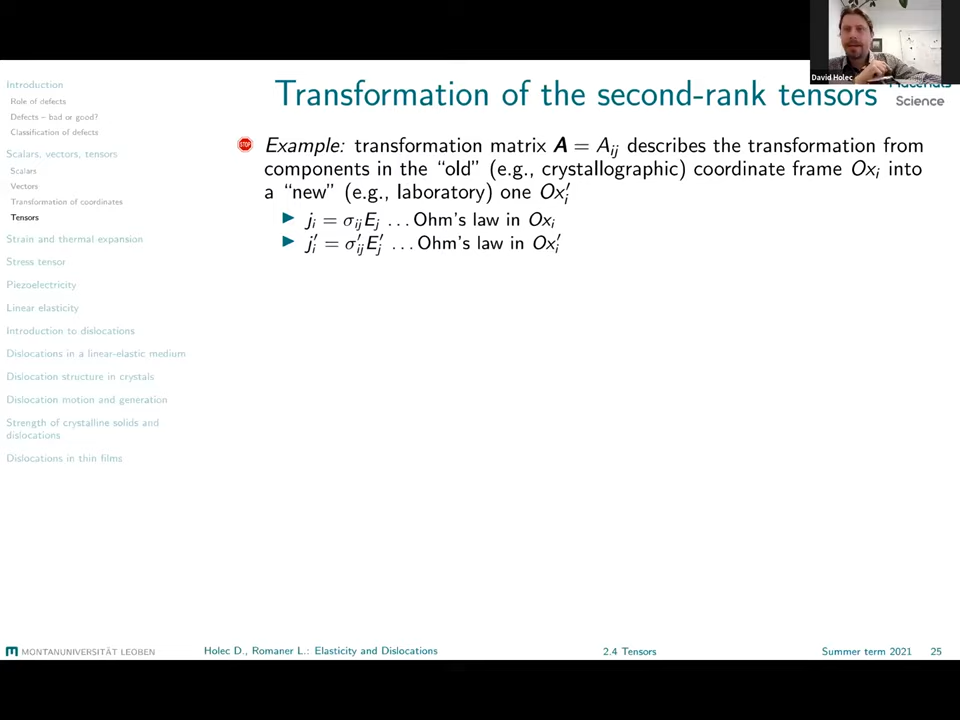 David Holec
Materials
Science
Introduction
Role of defects
Defects – bad or good?
Classification of defects
Scalars, vectors, tensors
Scalars
Vectors
Transformation of coordinates
Tensors
Strain and thermal expansion
Stress tensor
Piezoelectricity
Linear elasticity
Introduction to dislocations
Dislocations in a linear-elastic medium
Dislocation structure in crystals
Dislocation motion and generation
Strength of crystalline solids and
dislocations
Dislocations in thin films
Transformation of the second-rank tensors
STOP
Example: transformation matrix A = A_ij describes the transformation from
components in the “old” (e.g., crystallographic) coordinate frame Ox_i into
a “new” (e.g., laboratory) one Ox′_i
▶ j_i = σ_ij E_j ... Ohm’s law in Ox_i
▶ j′_i = σ′_ij E′_j ... Ohm’s law in Ox′_i
MONTANUNIVERSITÄT LEOBEN
Holec D., Romaner L.: Elasticity and Dislocations
2.4 Tensors
Summer term 2021
25